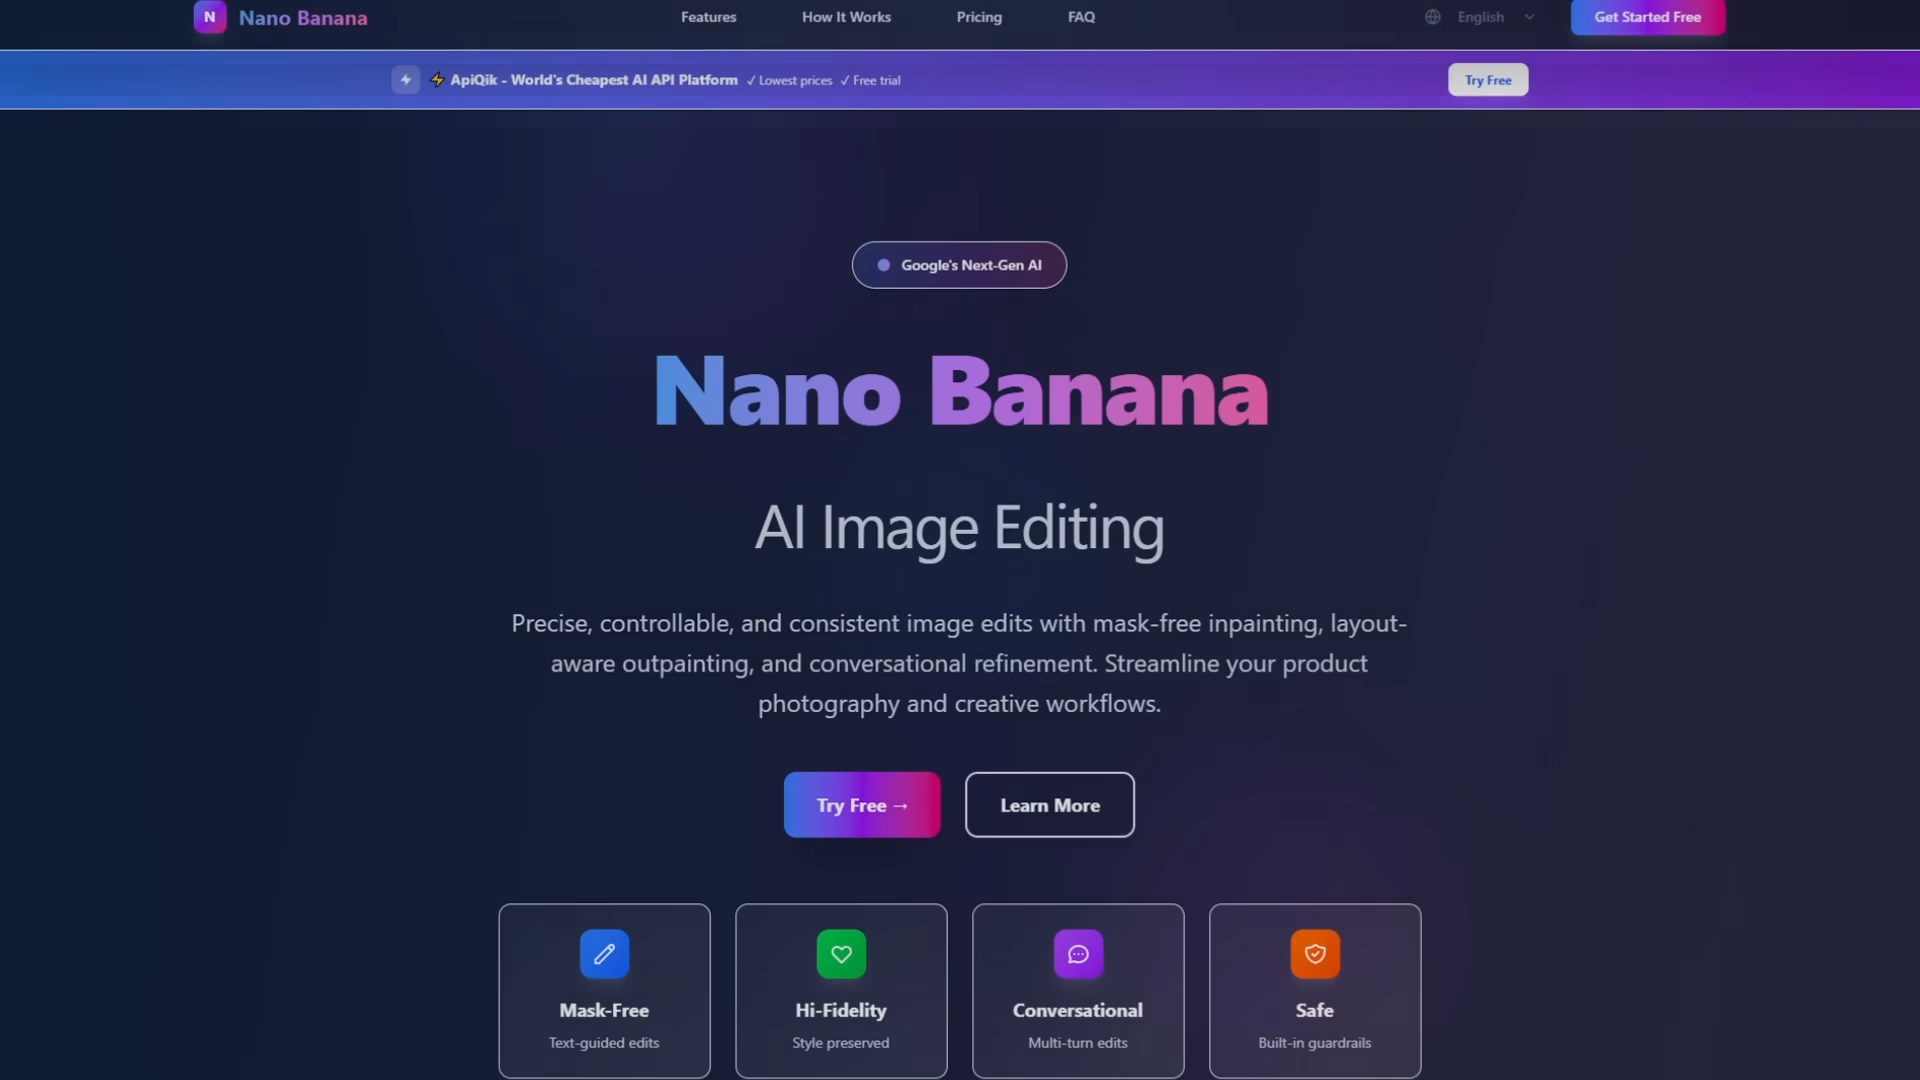 N Nano Banana Features How It Works Pricing FAQ English Get Started Free
⚡ ApiQik - World's Cheapest AI API Platform ✓ Lowest prices ✓ Free trial Try Free
Google's Next-Gen AI
Nano Banana
AI Image Editing
Precise, controllable, and consistent image edits with mask-free inpainting, layout-
aware outpainting, and conversational refinement. Streamline your product
photography and creative workflows.
Try Free → Learn More
Mask-Free
Text-guided edits
Hi-Fidelity
Style preserved
Conversational
Multi-turn edits
Safe
Built-in guardrails